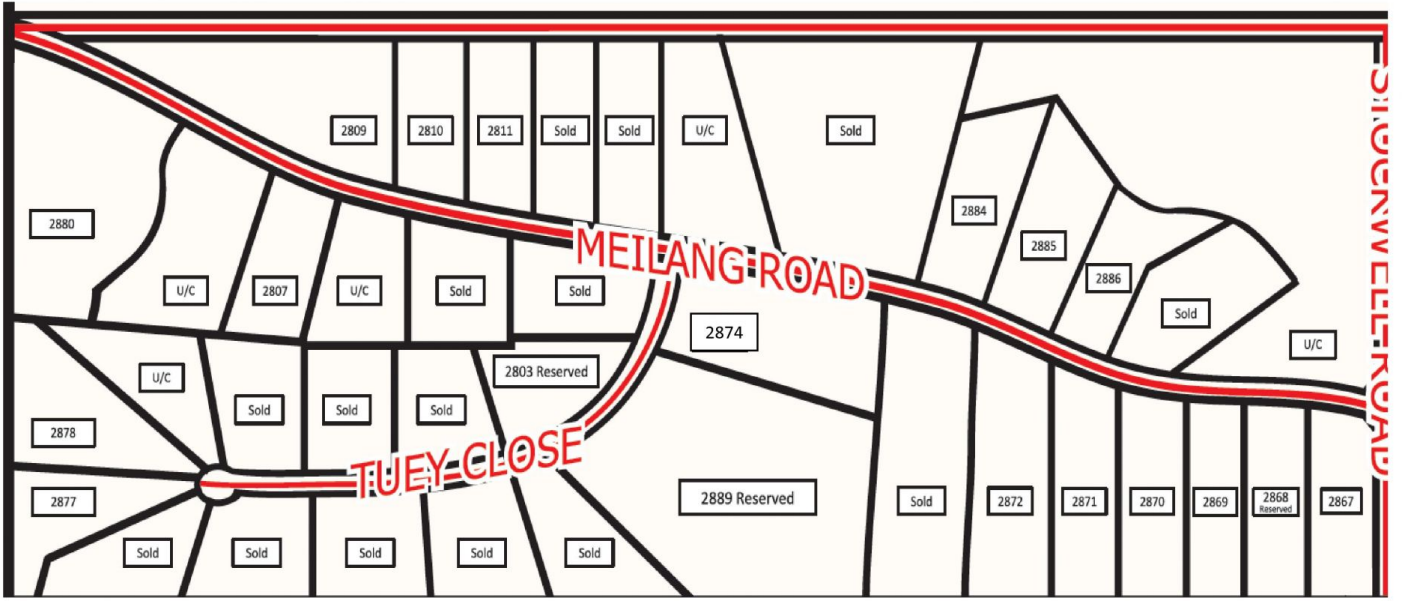 2809
2810
2811
Sold
Sold
U/C
Sold
2880
2884
2885
2886
Sold
U/C
U/C
2807
U/C
Sold
Sold
MEILANG ROAD
2874
STOCKWELL ROAD
U/C
2803 Reserved
Sold
Sold
Sold
2878
TUEY CLOSE
2877
2889 Reserved
Sold
2872
2871
2870
2869
2868
Reserved
2867
Sold
Sold
Sold
Sold
Sold